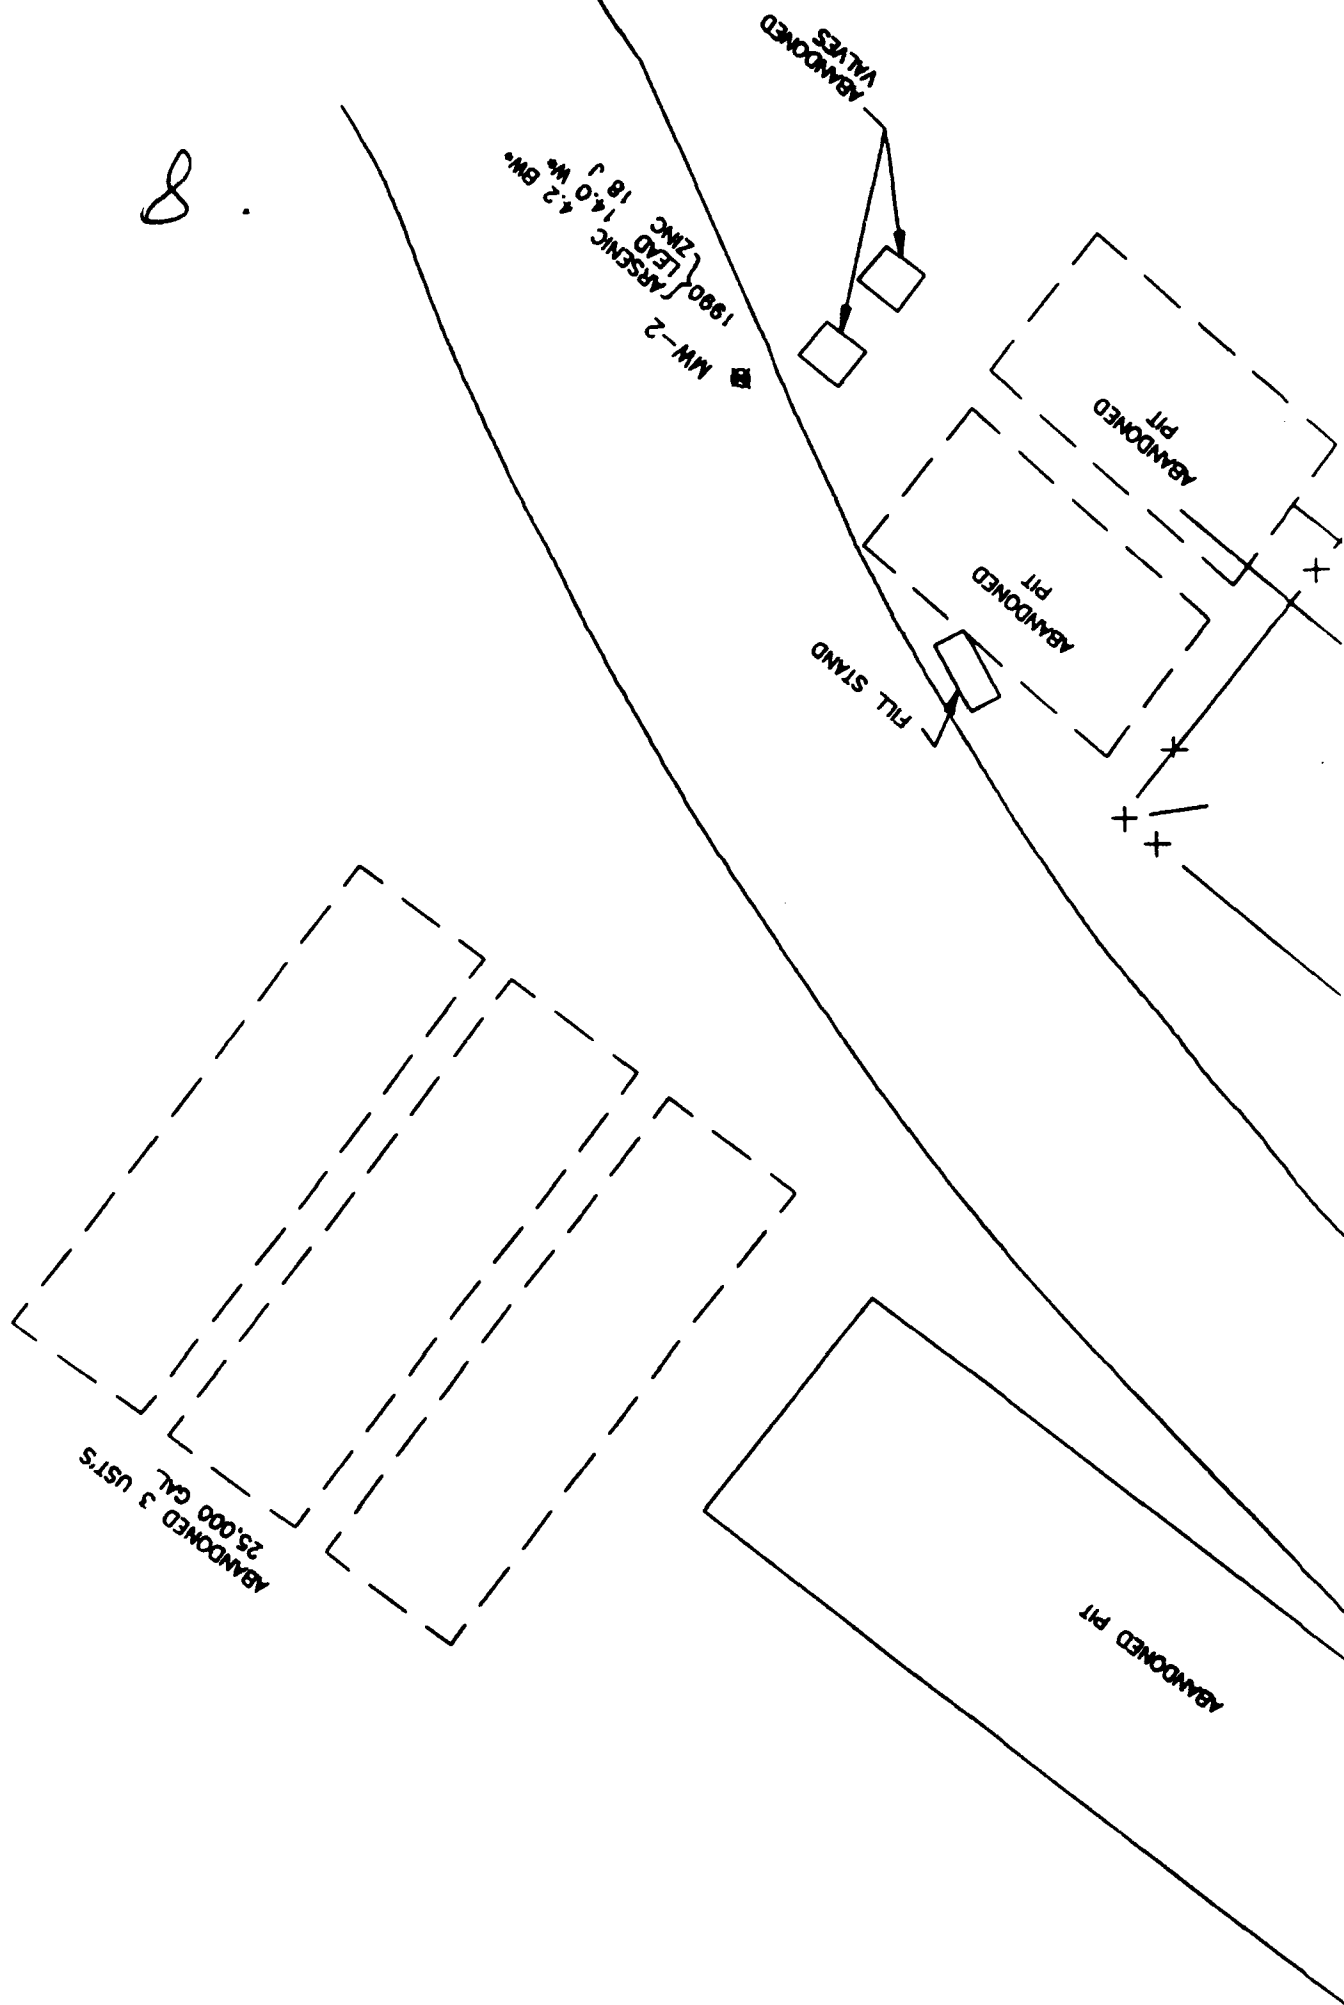 8.
ABANDONED
VALVES
MW-2
1990
ARSENIC 4.2 BW*
LEAD 14.0 W*
ZINC 18 J
ABANDONED
PIT
ABANDONED
PIT
FILL STAND
ABANDONED 3 UST'S
25,000 GAL
ABANDONED PIT